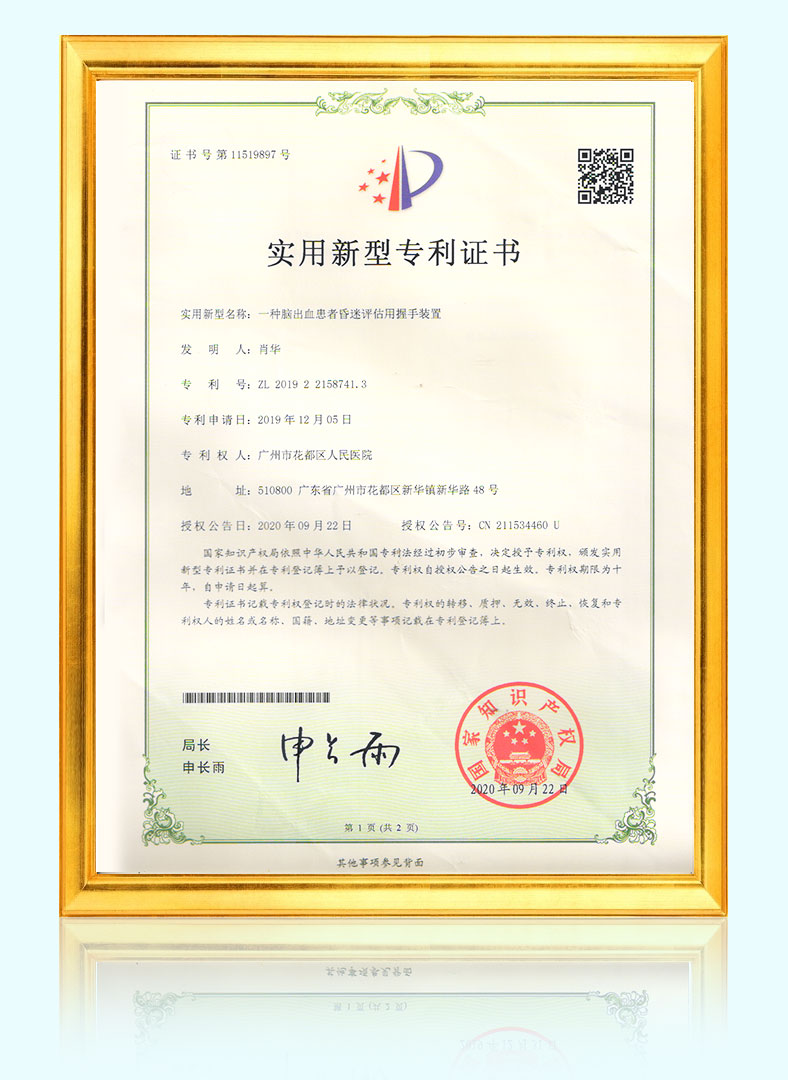 证书号第11519897号
实用新型专利证书
实用新型名称：一种脑出血患者昏迷评估用握手装置
发 明 人：肖华
专 利 号：ZL 2019 2 2158741.3
专利申请日：2019年12月05日
专 利 权 人：广州市花都区人民医院
地 址：510800 广东省广州市花都区新华镇新华路48号
授权公告日：2020年09月22日 授权公告号：CN 211534460 U
国家知识产权局依照中华人民共和国专利法经过初步审查，决定授予专利权，颁发实用
新型专利证书并在专利登记簿上予以登记。专利权自授权公告之日起生效。专利权期限为十
年，自申请日起算。
专利证书记载专利权登记时的法律状况。专利权的转移、质押、无效、终止、恢复和专
利权人的姓名或名称、国籍、地址变更等事项记载在专利登记簿上。
局长
申长雨
申长雨
国家知识产权局
2020年09月22日
第 1 页 (共 2 页)
其他事项参见背面